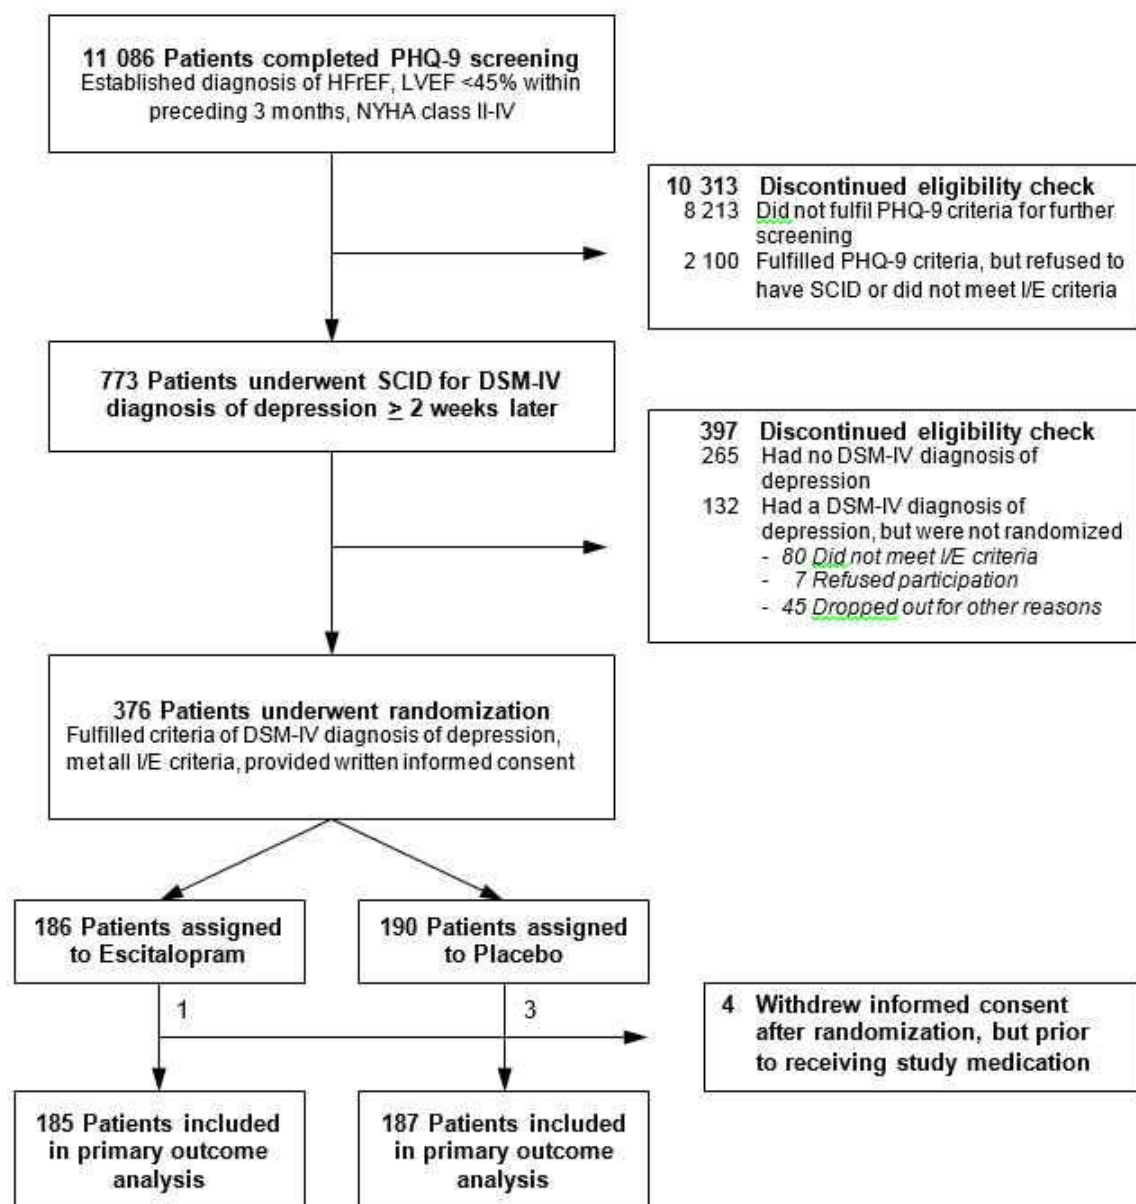 11 086 Patients completed PHQ-9 screening
Established diagnosis of HFrEF, LVEF <45% within
preceding 3 months, NYHA class II-IV
10 313 Discontinued eligibility check
8 213 Did not fulfil PHQ-9 criteria for further
screening
2 100 Fulfilled PHQ-9 criteria, but refused to
have SCID or did not meet I/E criteria
773 Patients underwent SCID for DSM-IV
diagnosis of depression ≥ 2 weeks later
397 Discontinued eligibility check
265 Had no DSM-IV diagnosis of
depression
132 Had a DSM-IV diagnosis of
depression, but were not randomized
- 80 Did not meet I/E criteria
- 7 Refused participation
- 45 Dropped out for other reasons
376 Patients underwent randomization
Fulfilled criteria of DSM-IV diagnosis of depression,
met all I/E criteria, provided written informed consent
186 Patients assigned
to Escitalopram
190 Patients assigned
to Placebo
1
3
4 Withdrew informed consent
after randomization, but prior
to receiving study medication
185 Patients included
in primary outcome
analysis
187 Patients included
in primary outcome
analysis